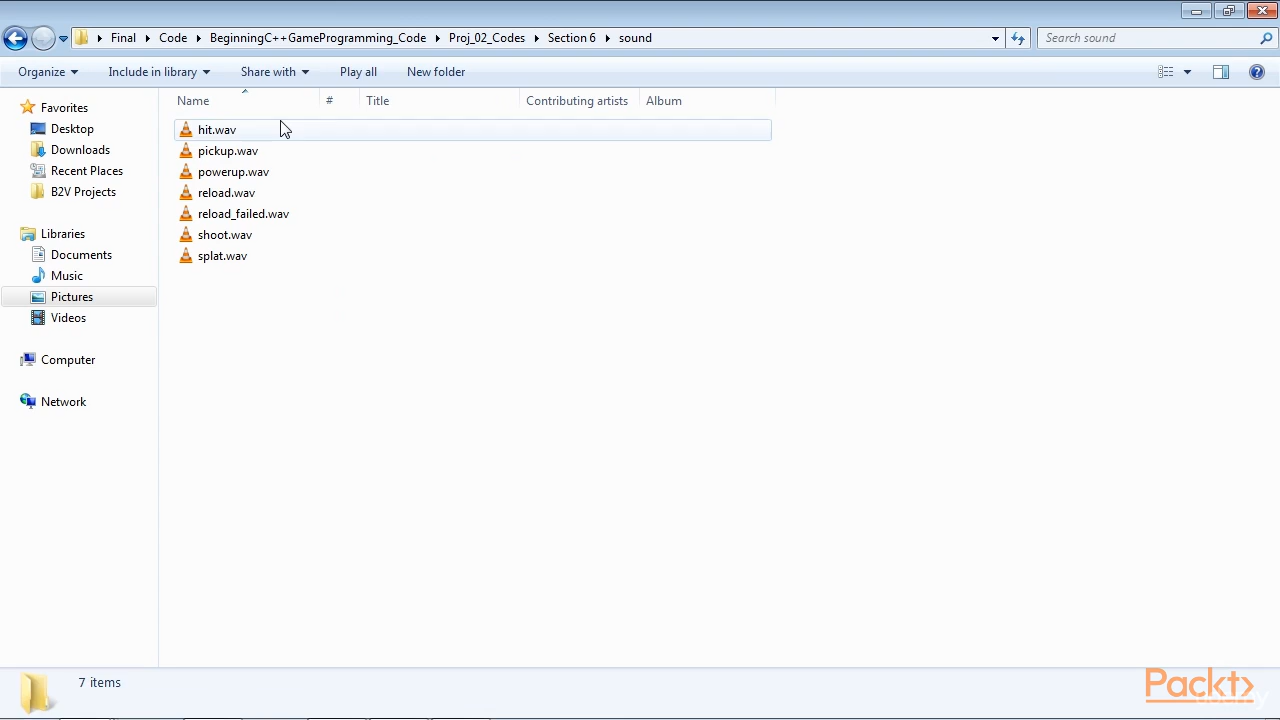 Final Code BeginningC++GameProgramming_Code Proj_02_Codes Section 6 sound Search sound
Organize Include in library Share with Play all New folder
Name # Title Contributing artists Album
Favorites
Desktop
Downloads
Recent Places
B2V Projects
Libraries
Documents
Music
Pictures
Videos
Computer
Network
hit.wav
pickup.wav
powerup.wav
reload.wav
reload_failed.wav
shoot.wav
splat.wav
7 items
Packt